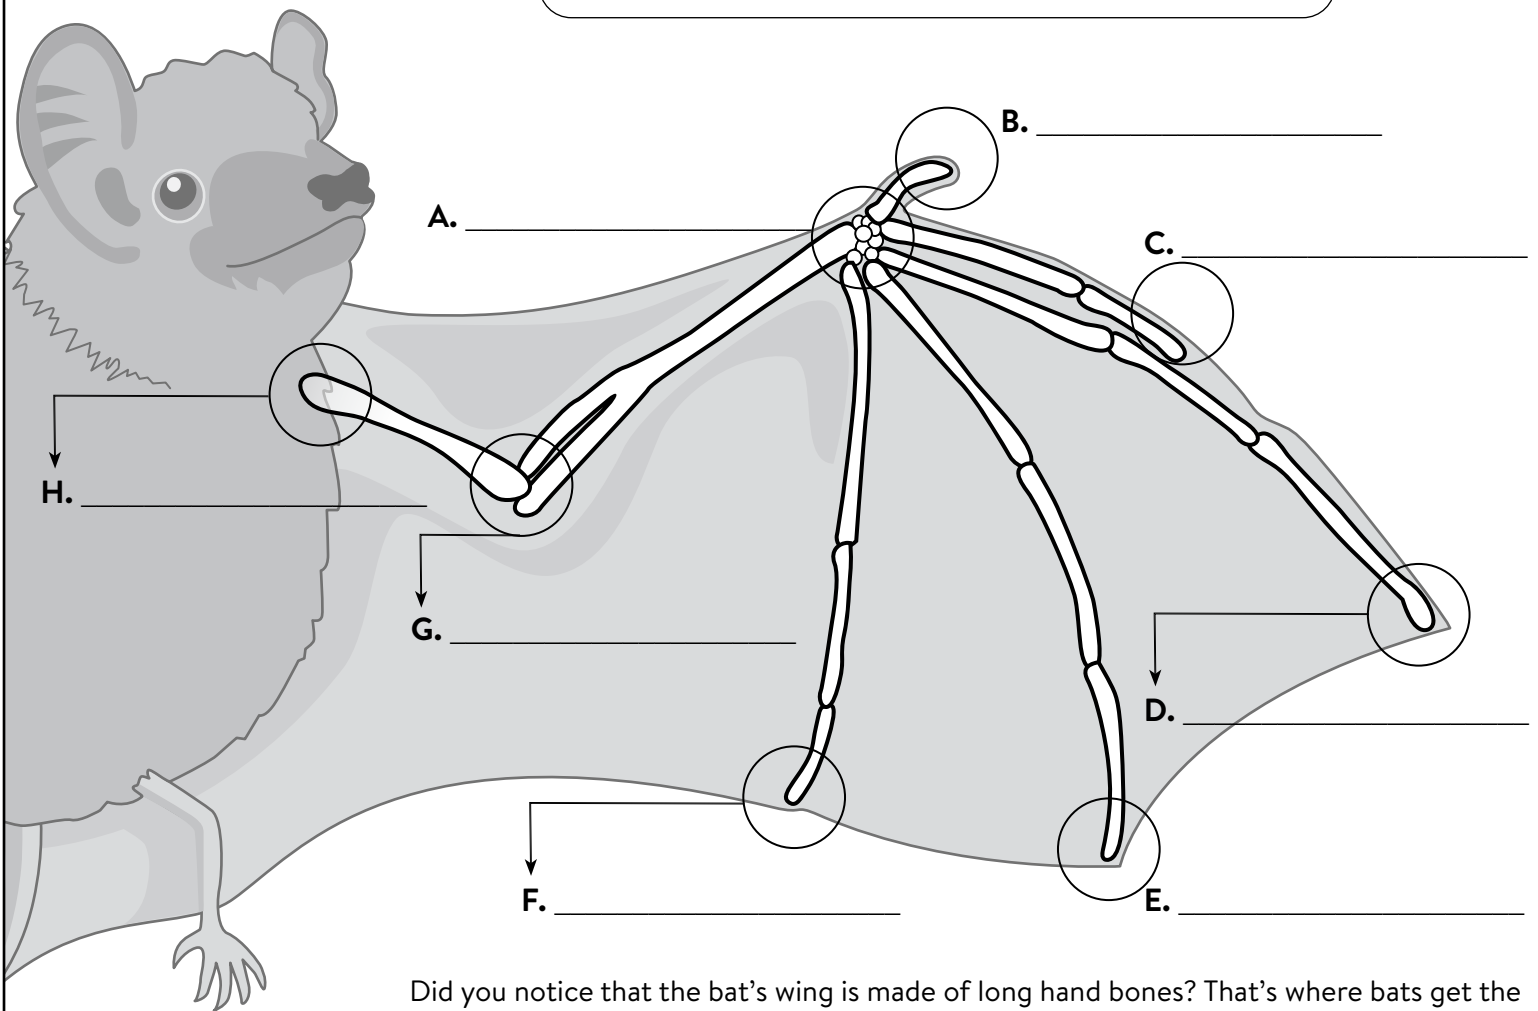 B.
A.
C.
H.
G.
D.
F.
E.
Did you notice that the bat’s wing is made of long hand bones? That’s where bats get the